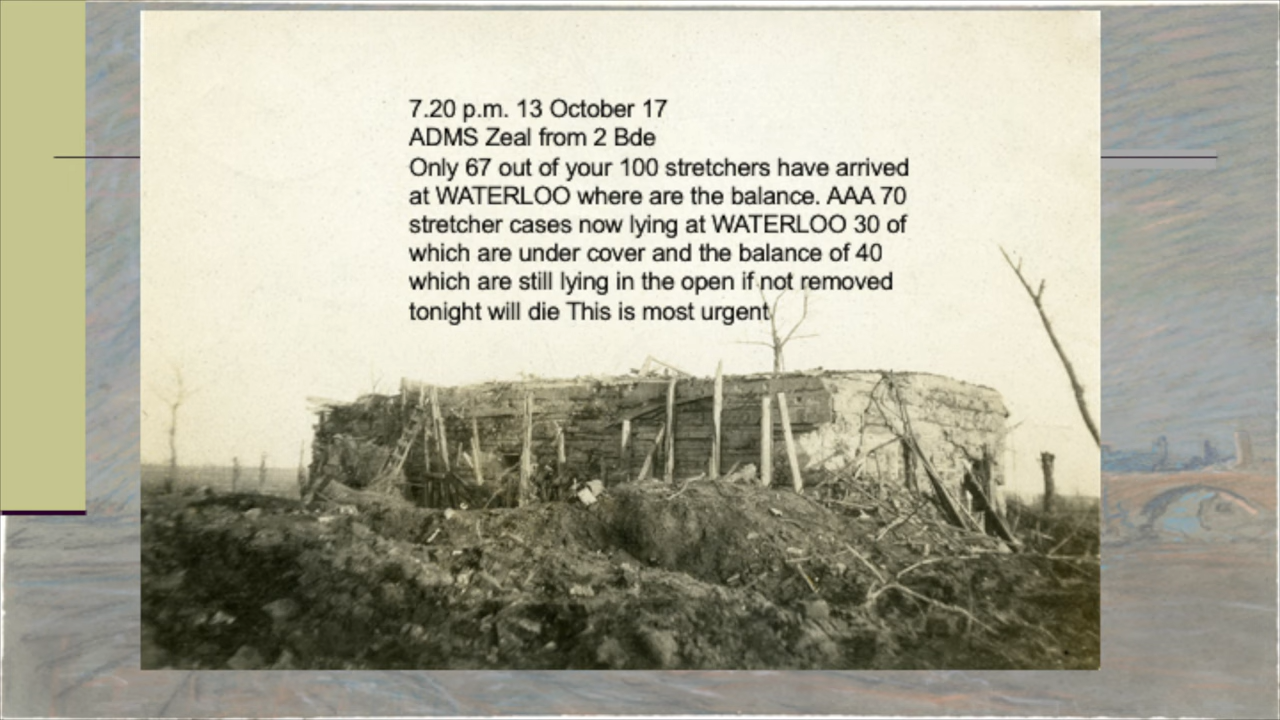 7.20 p.m. 13 October 17
ADMS Zeal from 2 Bde
Only 67 out of your 100 stretchers have arrived
at WATERLOO where are the balance. AAA 70
stretcher cases now lying at WATERLOO 30 of
which are under cover and the balance of 40
which are still lying in the open if not removed
tonight will die This is most urgent